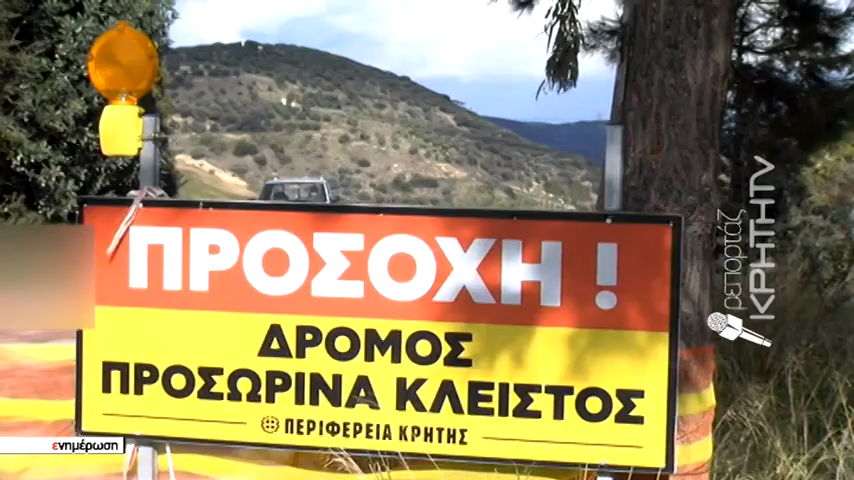 ΠΡΟΣΟΧΗ !
ΔΡΟΜΟΣ
ΠΡΟΣΩΡΙΝΑ ΚΛΕΙΣΤΟΣ
ΠΕΡΙΦΕΡΕΙΑ ΚΡΗΤΗΣ
ρεπορτάζ
ΚΡΗΤΗTV
ενημέρωση